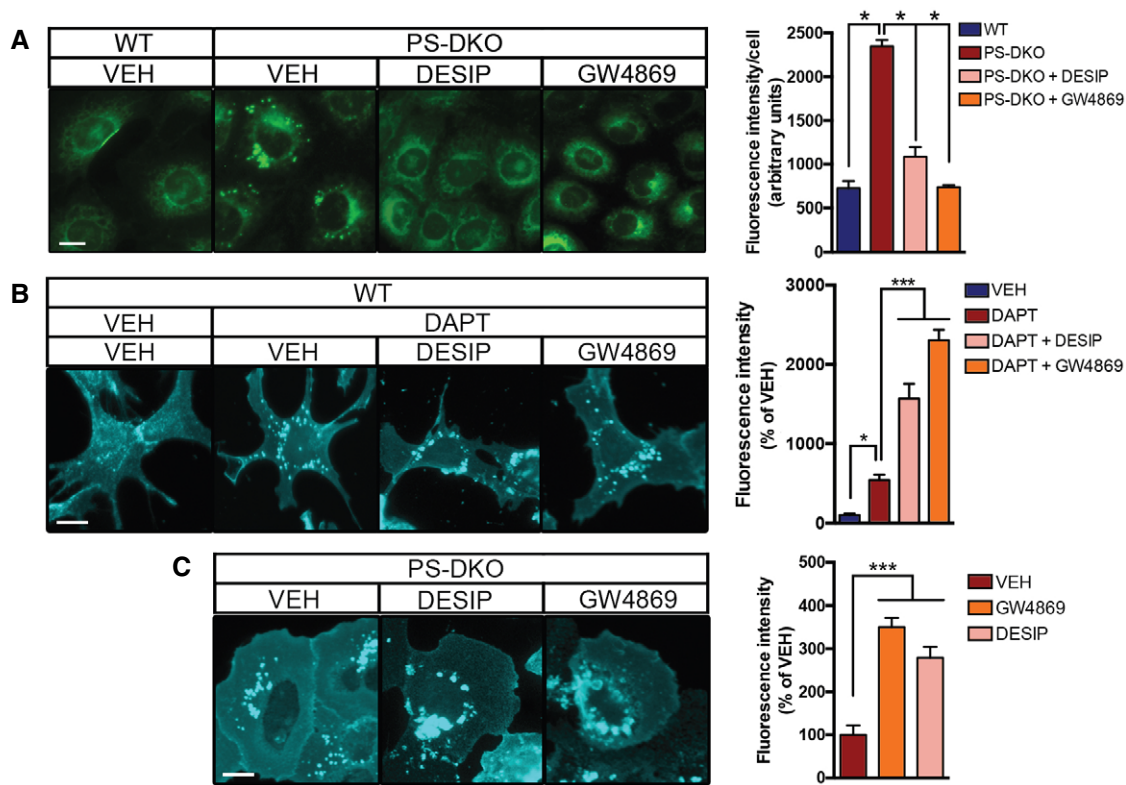 A
WT
PS-DKO
VEH
VEH
DESIP
GW4869
Fluorescence intensity/cell
(arbitrary units)
2500
2000
1500
1000
500
0
*
*
*
WT
PS-DKO
PS-DKO + DESIP
PS-DKO + GW4869
B
WT
VEH
DAPT
VEH
VEH
DESIP
GW4869
Fluorescence intensity
(% of VEH)
3000
2000
1000
0
*
***
VEH
DAPT
DAPT + DESIP
DAPT + GW4869
C
PS-DKO
VEH
DESIP
GW4869
Fluorescence intensity
(% of VEH)
500
400
300
200
100
0
***
VEH
GW4869
DESIP